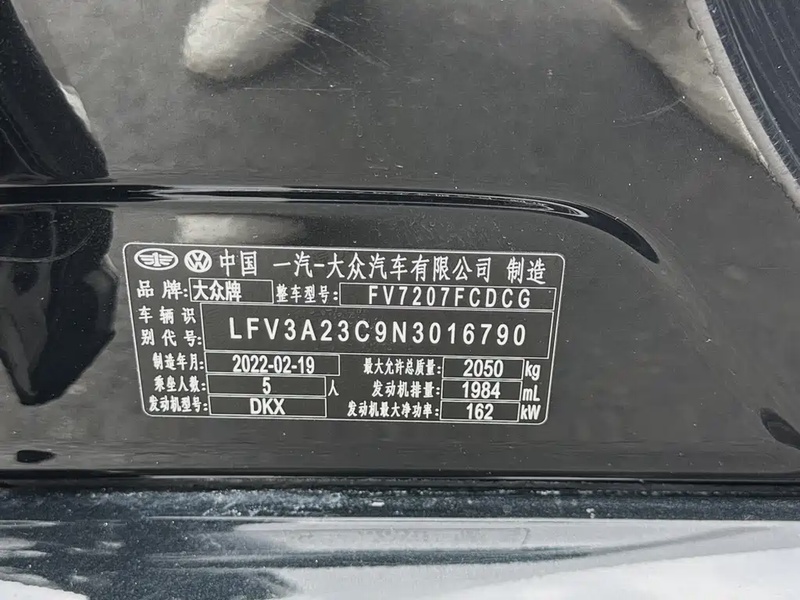 中国 一汽-大众汽车有限公司 制造
品 牌: 大众牌 整车型号: FV7207FCDCG
车 辆 识
别 代 号: LFV3A23C9N3016790
制造年月: 2022-02-19 最大允许总质量: 2050 kg
乘坐人数: 5 人 发动机排量: 1984 mL
发动机型号: DKX 发动机最大净功率: 162 kW